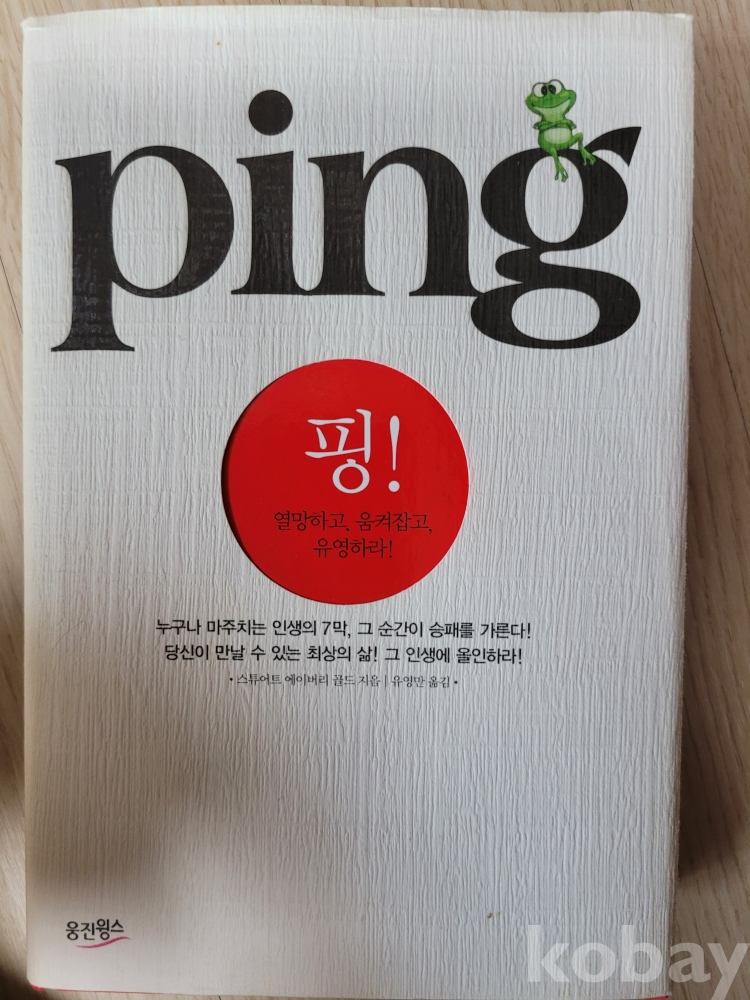 ping
핑!
열망하고, 움켜잡고,
유영하라!
누구나 마주치는 인생의 7막, 그 순간이 승패를 가른다!
당신이 만날 수 있는 최상의 삶! 그 인생에 올인하라!
• 스튜어트 에이버리 골드 지음 | 유영만 옮김 •
웅진윙스
kobay